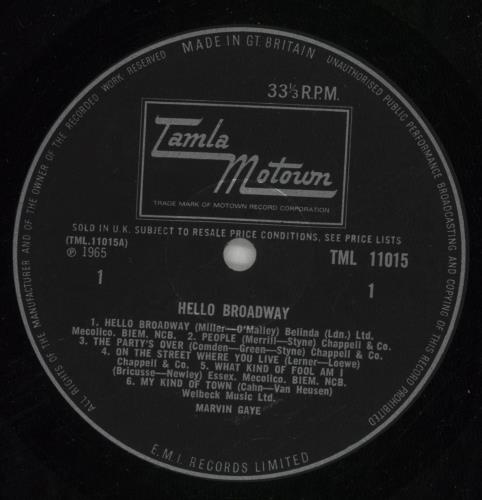 MADE IN GT. BRITAIN
UNAUTHORISED PUBLIC PERFORMANCE BROADCASTING AND COPYING OF THIS RECORD PROHIBITED
ALL RIGHTS OF THE MANUFACTURER AND OF THE OWNER OF THE RECORDED WORK RESERVED
33⅓ R.P.M.
Tamla
Motown
TRADE MARK OF MOTOWN RECORD CORPORATION
SOLD IN U.K. SUBJECT TO RESALE PRICE CONDITIONS, SEE PRICE LISTS
(TML.11015A)
℗ 1965
TML 11015
1
1
HELLO BROADWAY
1. HELLO BROADWAY (Miller—O'Malley) Belinda (Ldn.) Ltd.
Mecolico. BIEM. NCB. 2. PEOPLE (Merrill—Styne) Chappell & Co.
3. THE PARTY'S OVER (Comden—Green—Styne) Chappell & Co.
4. ON THE STREET WHERE YOU LIVE (Lerner—Loewe)
Chappell & Co. 5. WHAT KIND OF FOOL AM I
(Bricusse—Newley) Essex. Mecolico. BIEM. NCB.
6. MY KIND OF TOWN (Cahn—Van Heusen)
Welbeck Music Ltd.
MARVIN GAYE
E.M.I. RECORDS LIMITED